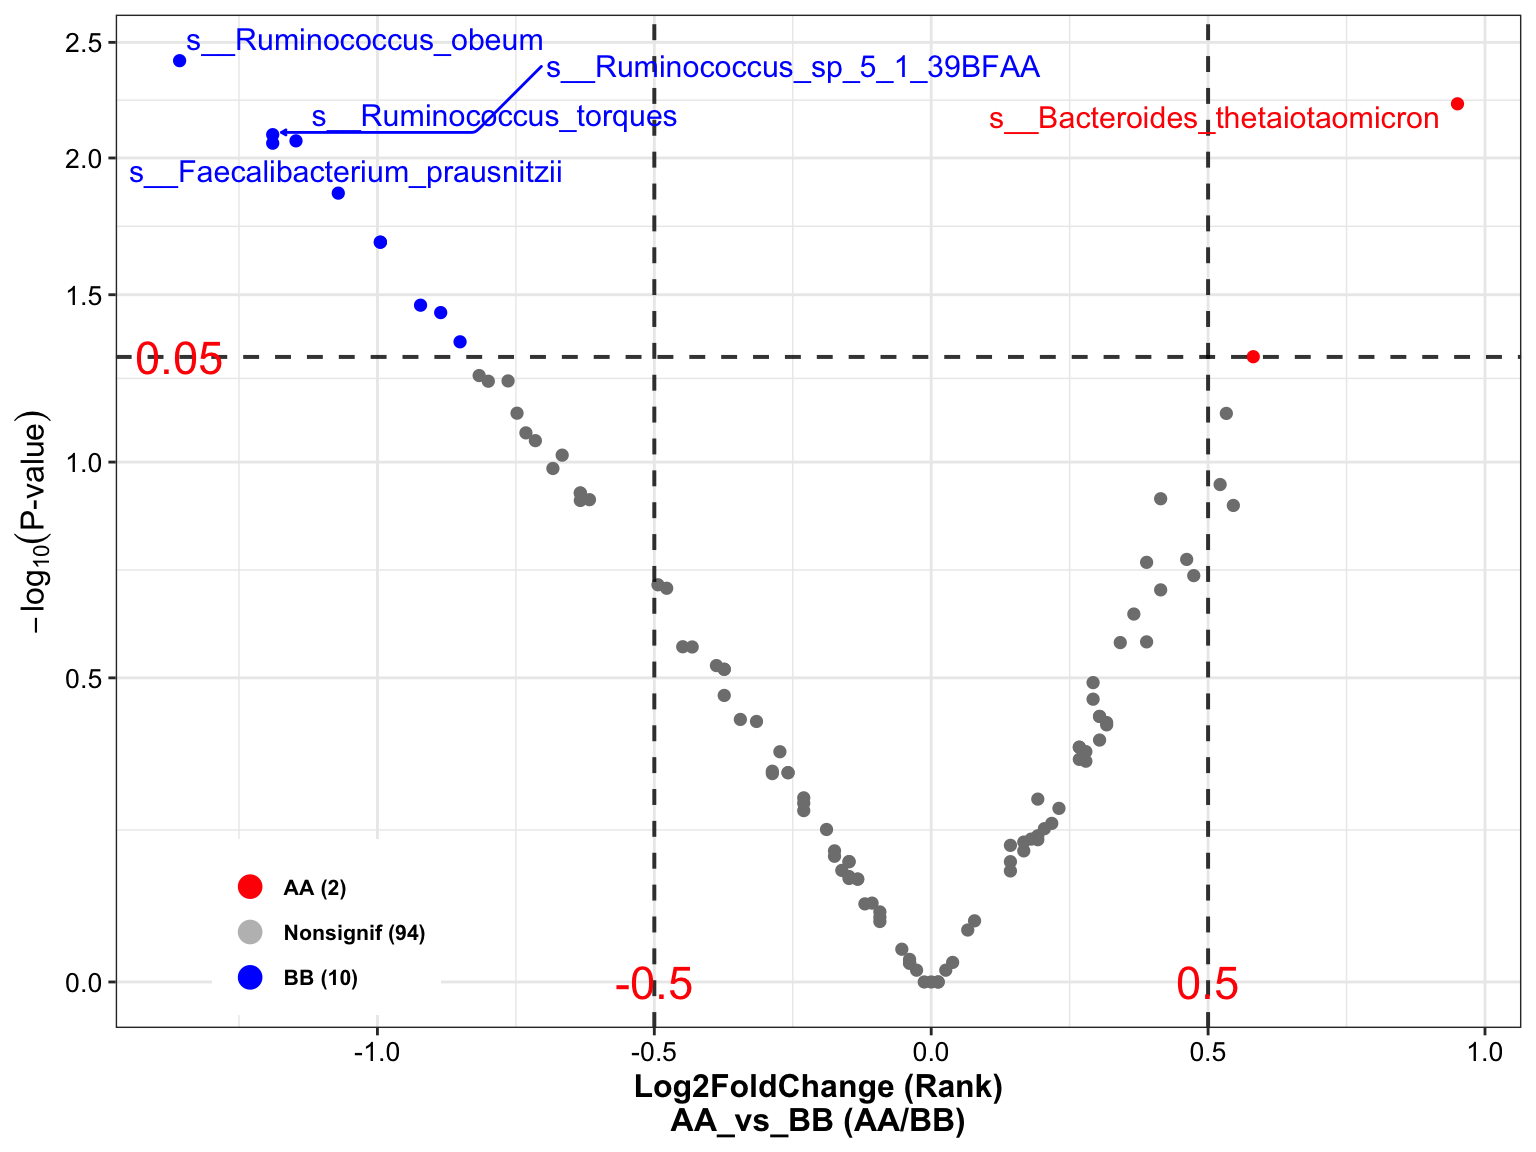 2.5
2.0
1.5
1.0
0.5
0.0
−log10(P-value)
s__Ruminococcus_obeum
s__Ruminococcus_sp_5_1_39BFAA
s__Ruminococcus_torques
s__Bacteroides_thetaiotaomicron
s__Faecalibacterium_prausnitzii
0.05
AA (2)
Nonsignif (94)
BB (10)
-0.5
0.5
-1.0
-0.5
0.0
0.5
1.0
Log2FoldChange (Rank)
AA_vs_BB (AA/BB)